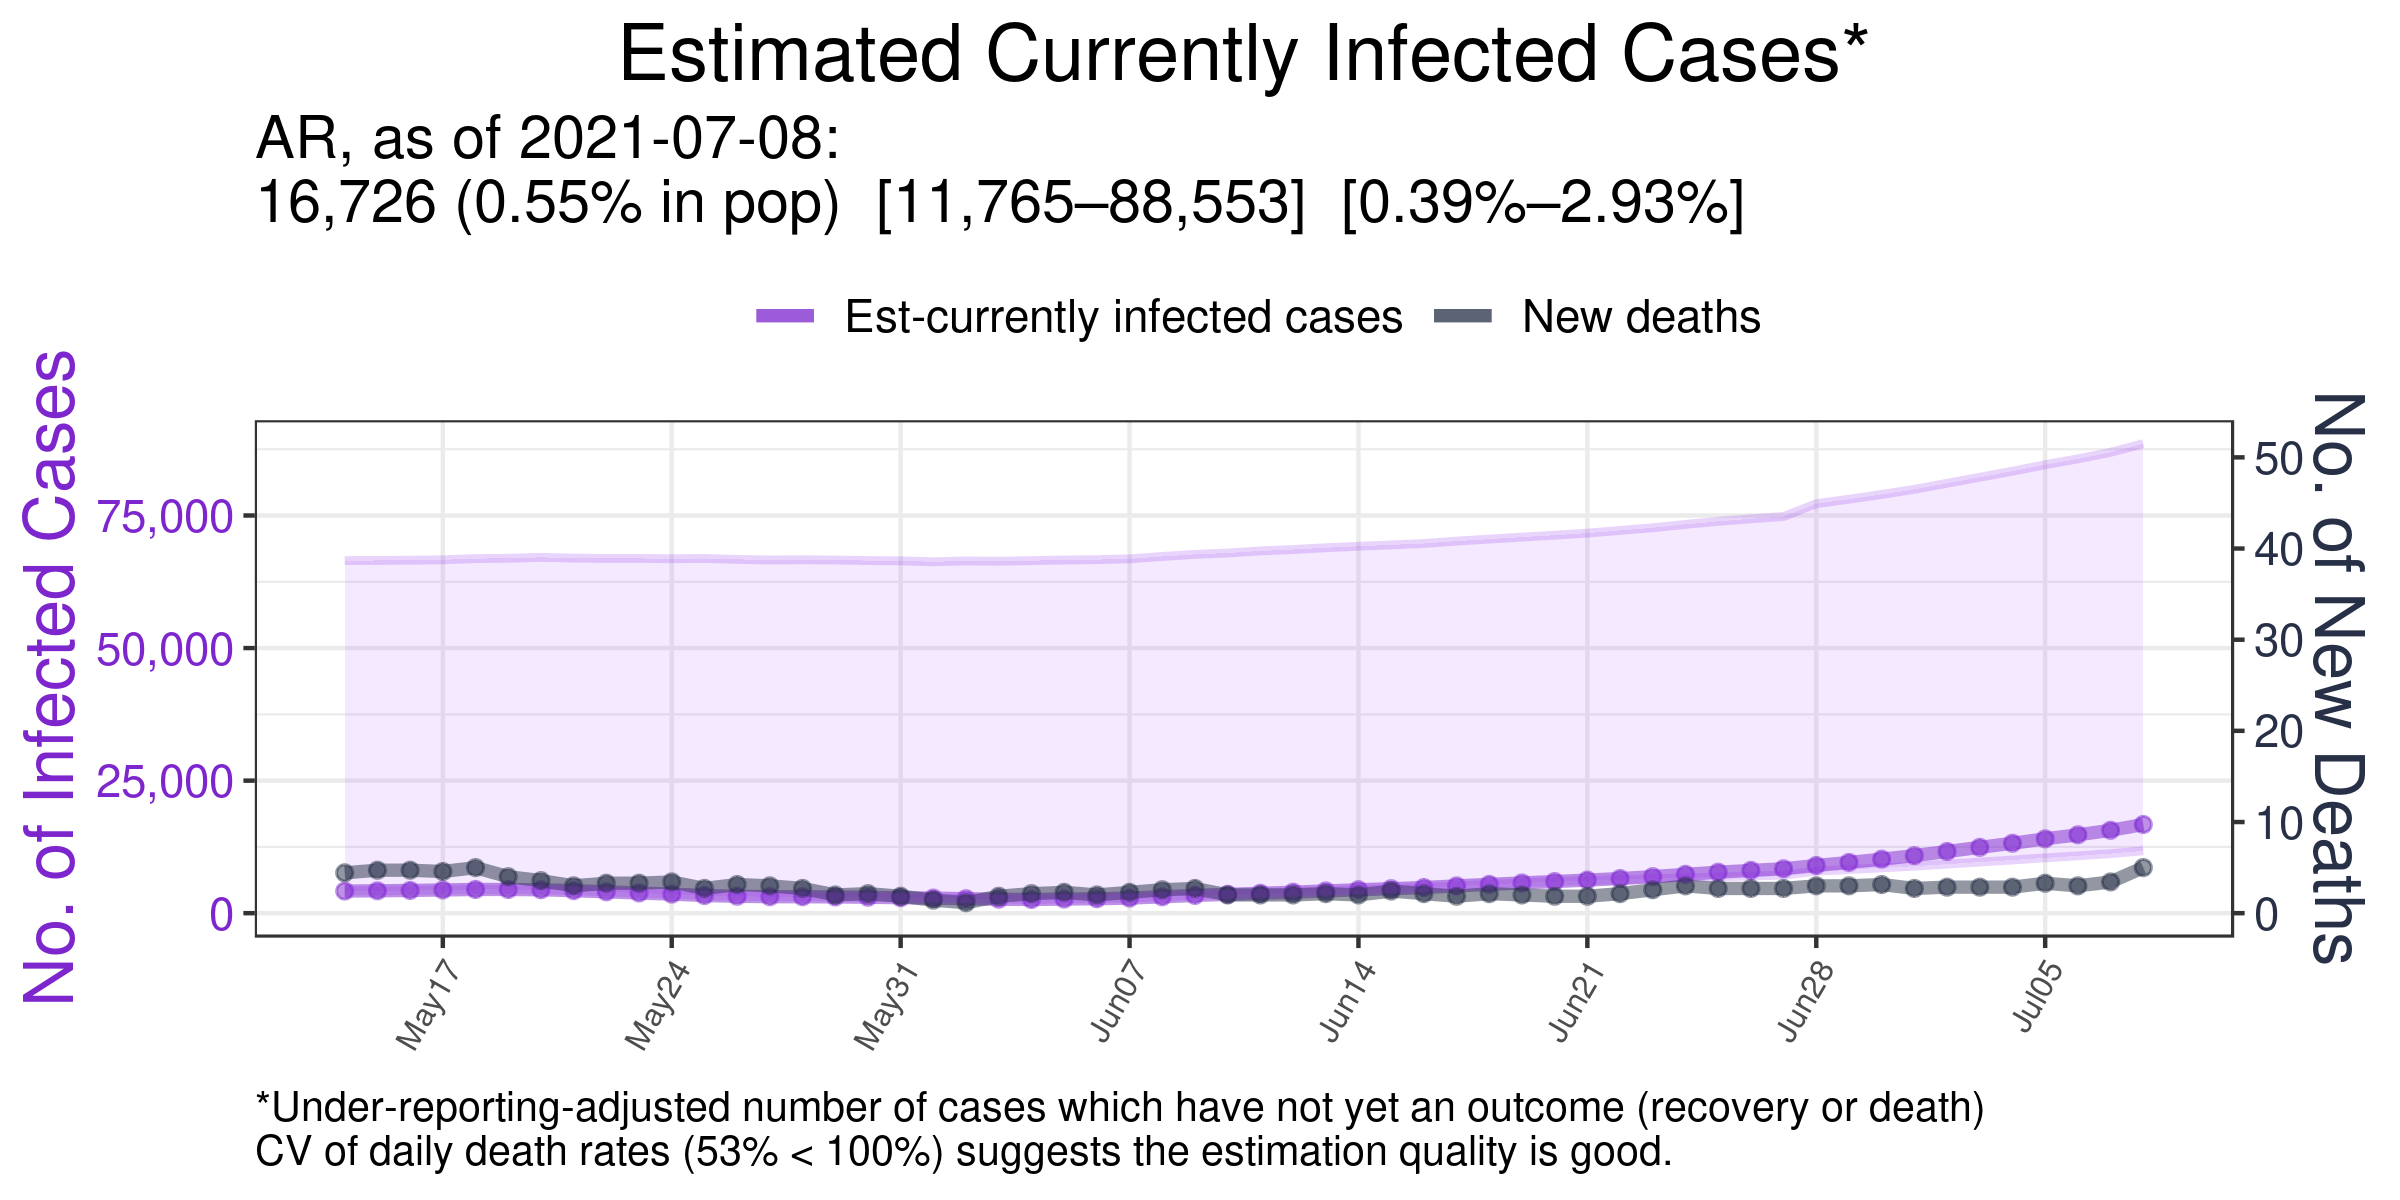 Estimated Currently Infected Cases*
AR, as of 2021-07-08:
16,726 (0.55% in pop)  [11,765–88,553]  [0.39%–2.93%]
Est-currently infected cases
New deaths
No. of Infected Cases
75,000
50,000
25,000
0
No. of New Deaths
50
40
30
20
10
0
May17
May24
May31
Jun07
Jun14
Jun21
Jun28
Jul05
*Under-reporting-adjusted number of cases which have not yet an outcome (recovery or death)
CV of daily death rates (53% < 100%) suggests the estimation quality is good.